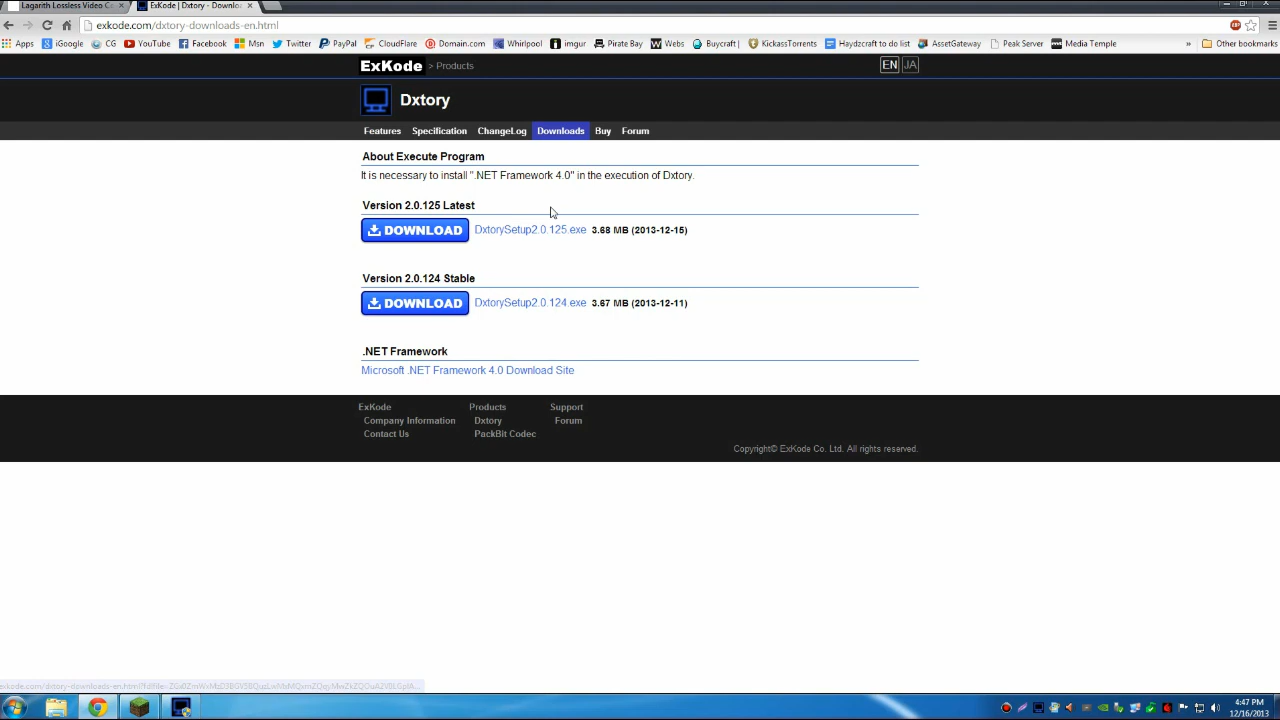 Lagarith Lossless Video C
ExKode | Dxtory - Downlo
exkode.com/dxtory-downloads-en.html
Apps iGoogle CG YouTube Facebook Msn Twitter PayPal CloudFlare Domain.com Whirlpool imgur Pirate Bay Webs Buycraft | KickassTorrents Haydzcraft to do list AssetGateway Peak Server Media Temple » Other bookmarks
ExKode > Products EN JA
Dxtory
Features Specification ChangeLog Downloads Buy Forum
About Execute Program
It is necessary to install ".NET Framework 4.0" in the execution of Dxtory.
Version 2.0.125 Latest
DOWNLOAD DxtorySetup2.0.125.exe 3.68 MB (2013-12-15)
Version 2.0.124 Stable
DOWNLOAD DxtorySetup2.0.124.exe 3.67 MB (2013-12-11)
.NET Framework
Microsoft .NET Framework 4.0 Download Site
ExKode Products Support
Company Information Dxtory Forum
Contact Us PackBit Codec
Copyright© ExKode Co. Ltd. All rights reserved.
4:47 PM
12/16/2013